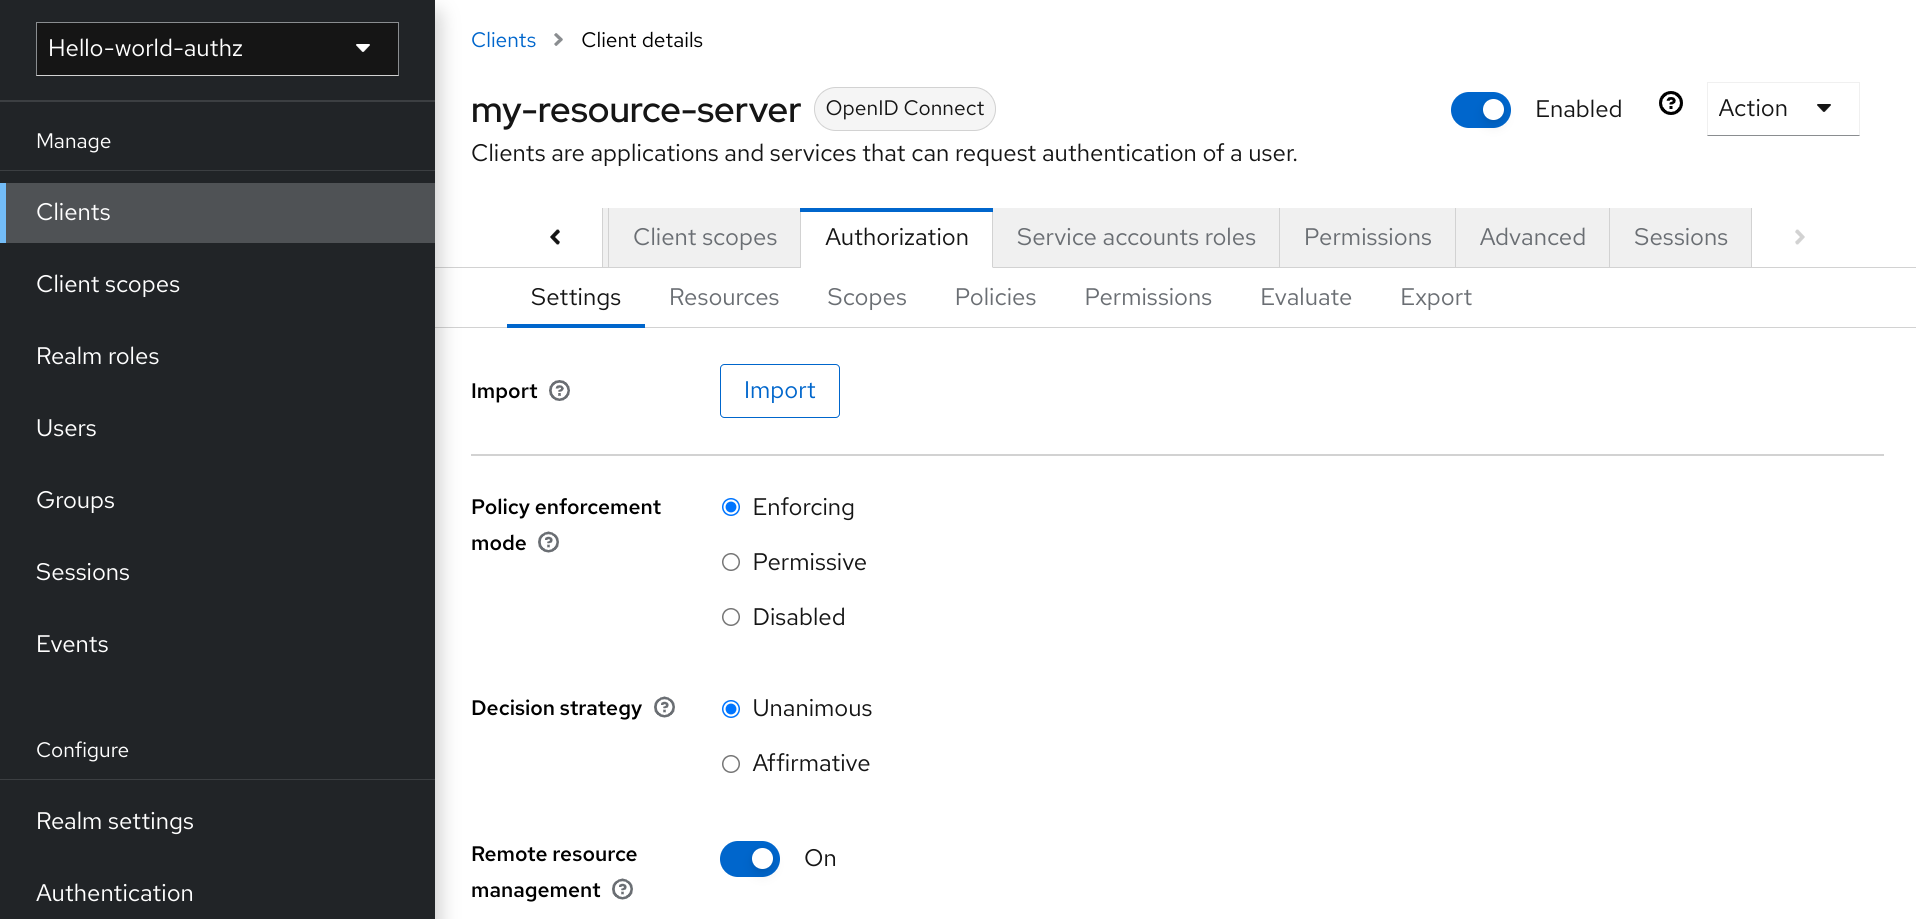 Hello-world-authz
Manage
Clients
Client scopes
Realm roles
Users
Groups
Sessions
Events
Configure
Realm settings
Authentication
Clients Client details
my-resource-server OpenID Connect
Enabled Action
Clients are applications and services that can request authentication of a user.
Client scopes Authorization Service accounts roles Permissions Advanced Sessions
Settings Resources Scopes Policies Permissions Evaluate Export
Import Import
Policy enforcement
mode
Enforcing
Permissive
Disabled
Decision strategy
Unanimous
Affirmative
Remote resource
management
On